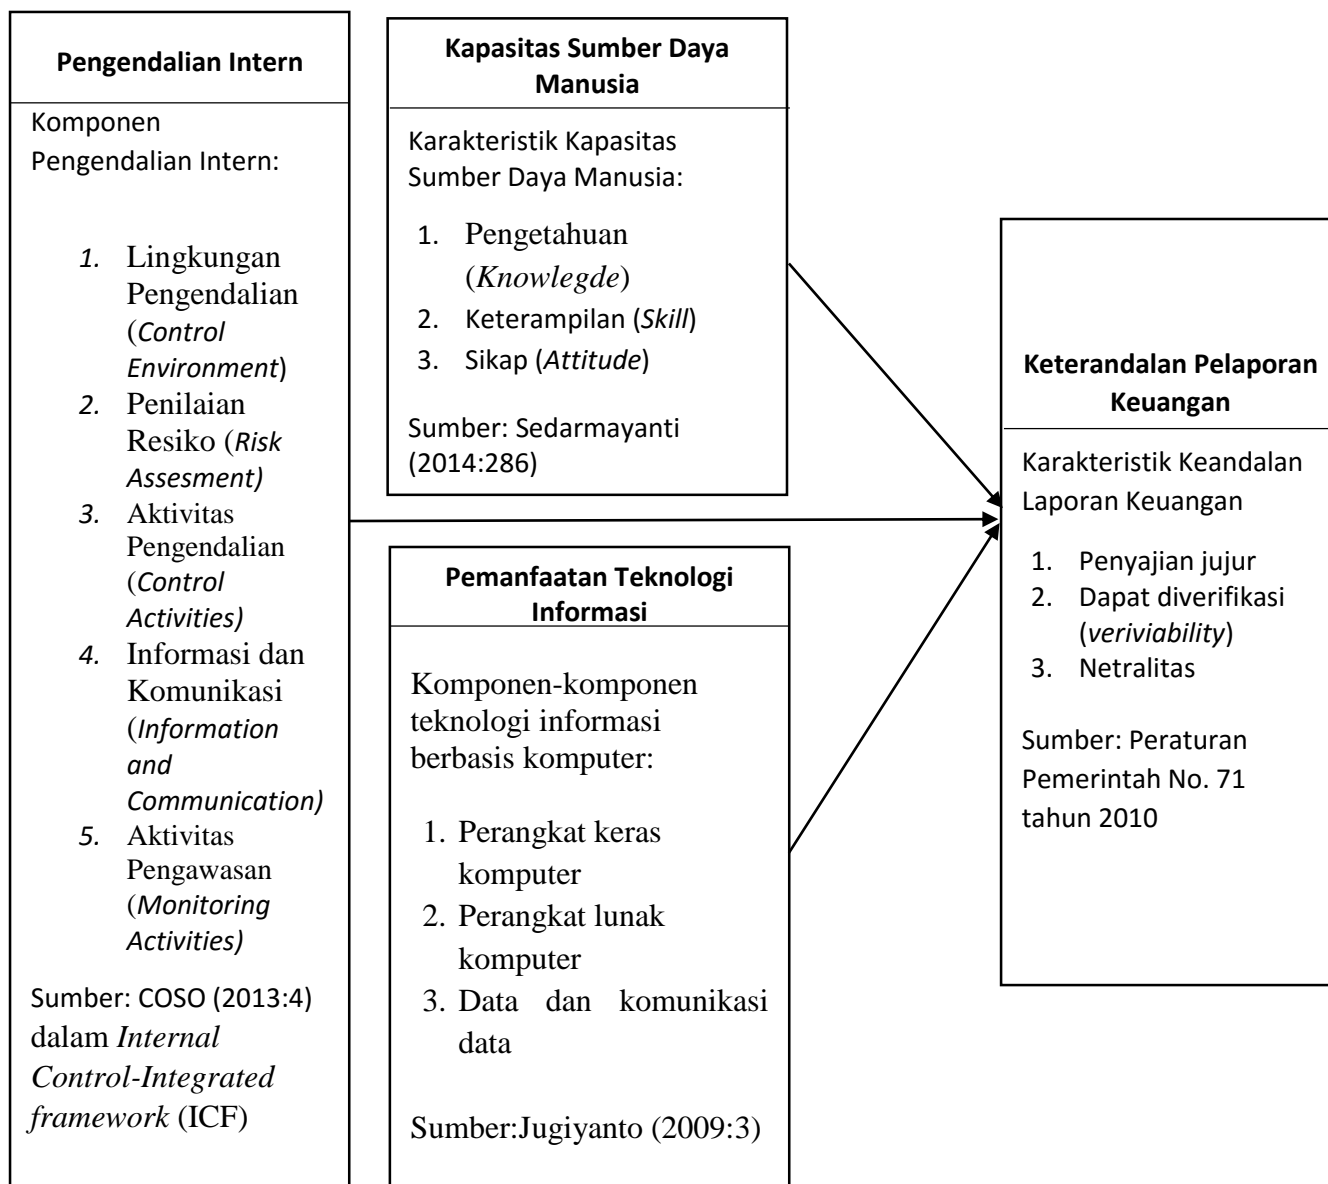 Pengendalian Intern
Komponen
Pengendalian Intern:
1. Lingkungan
Pengendalian
(Control
Environment)
2. Penilaian
Resiko (Risk
Assesment)
3. Aktivitas
Pengendalian
(Control
Activities)
4. Informasi dan
Komunikasi
(Information
and
Communication)
5. Aktivitas
Pengawasan
(Monitoring
Activities)
Sumber: COSO (2013:4)
dalam Internal
Control-Integrated
framework (ICF)
Kapasitas Sumber Daya
Manusia
Karakteristik Kapasitas
Sumber Daya Manusia:
1. Pengetahuan
(Knowlegde)
2. Keterampilan (Skill)
3. Sikap (Attitude)
Sumber: Sedarmayanti
(2014:286)
Pemanfaatan Teknologi
Informasi
Komponen-komponen
teknologi informasi
berbasis komputer:
1. Perangkat keras
komputer
2. Perangkat lunak
komputer
3. Data dan komunikasi
data
Sumber:Jugiyanto (2009:3)
Keterandalan Pelaporan
Keuangan
Karakteristik Keandalan
Laporan Keuangan
1. Penyajian jujur
2. Dapat diverifikasi
(veriviability)
3. Netralitas
Sumber: Peraturan
Pemerintah No. 71
tahun 2010